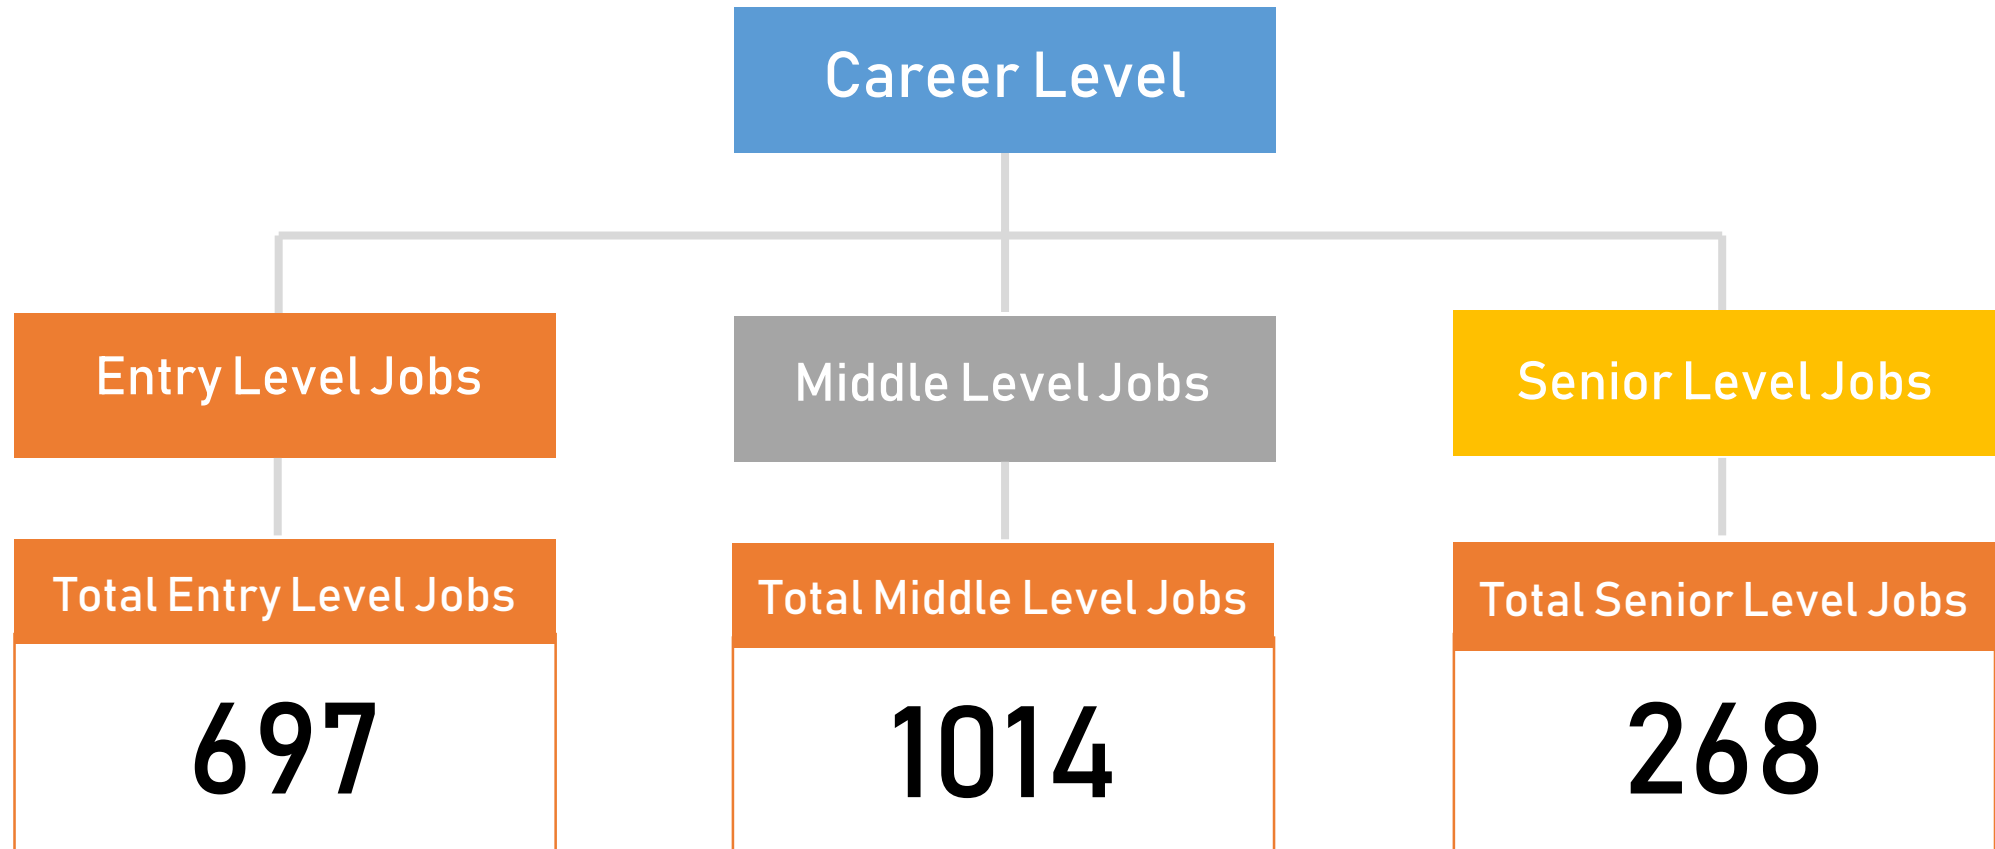 Career Level
Entry Level Jobs
Middle Level Jobs
Senior Level Jobs
Total Entry Level Jobs
Total Middle Level Jobs
Total Senior Level Jobs
697
1014
268